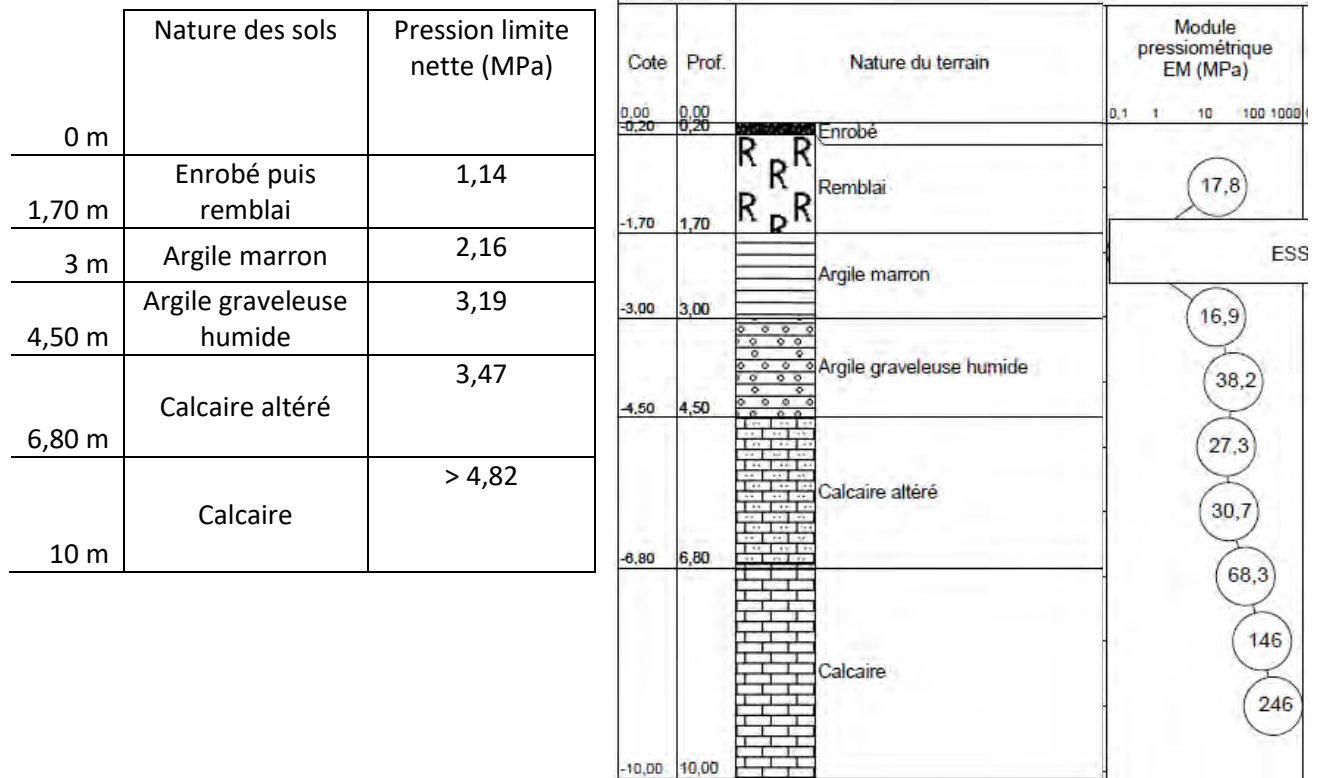 Nature des sols
Pression limite
nette (MPa)
0 m
Enrobé puis
remblai
1,14
1,70 m
Argile marron
2,16
3 m
Argile graveleuse
humide
3,19
4,50 m
Calcaire altéré
3,47
6,80 m
Calcaire
> 4,82
10 m
Cote Prof. Nature du terrain
Module
pressiométrique
EM (MPa)
0,1 1 10 100 1000
0,00 0,00
-0,20 0,20
Enrobé
R R
R
R R
R
Remblai
17,8
-1,70 1,70
ESS
Argile marron
-3,00 3,00
16,9
Argile graveleuse humide
38,2
-4,50 4,50
27,3
Calcaire altéré
30,7
-6,80 6,80
68,3
146
Calcaire
246
-10,00 10,00